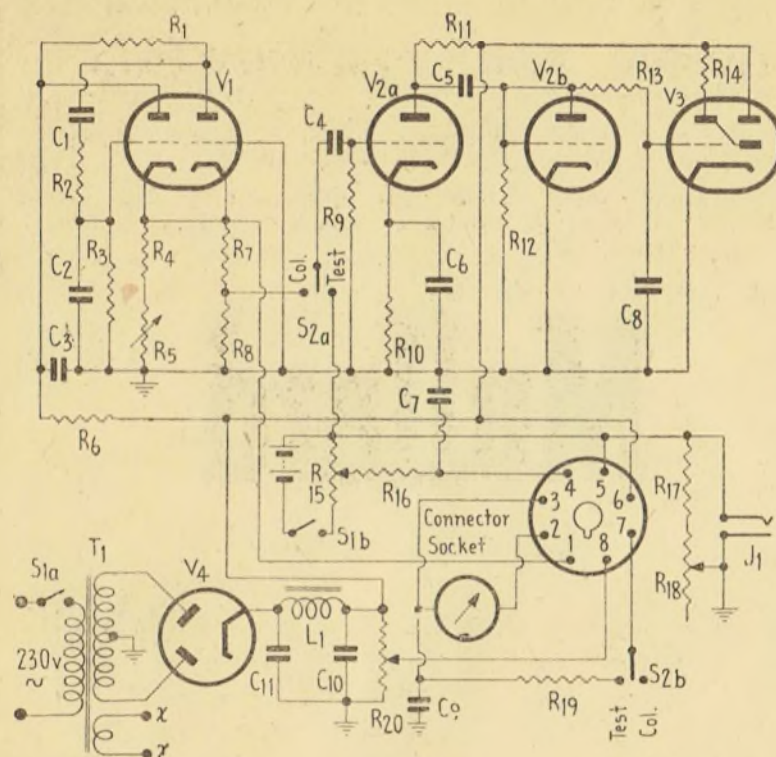 R1
R11
C1
V1
V2a
C5
V2b
R13
V3
R14
R2
C4
R9
R12
C2
R3
R4
R7
Col.
Test
C6
C8
C3
R5
R8
S2a
R10
C7
R6
R
15
R16
S1b
Connector
Socket
1
2
3
4
5
6
7
8
R17
R18
J1
T1
S1a
V4
L1
230v
~
C11
C10
R20
C9
R19
S2b
Test
Col.
x
x